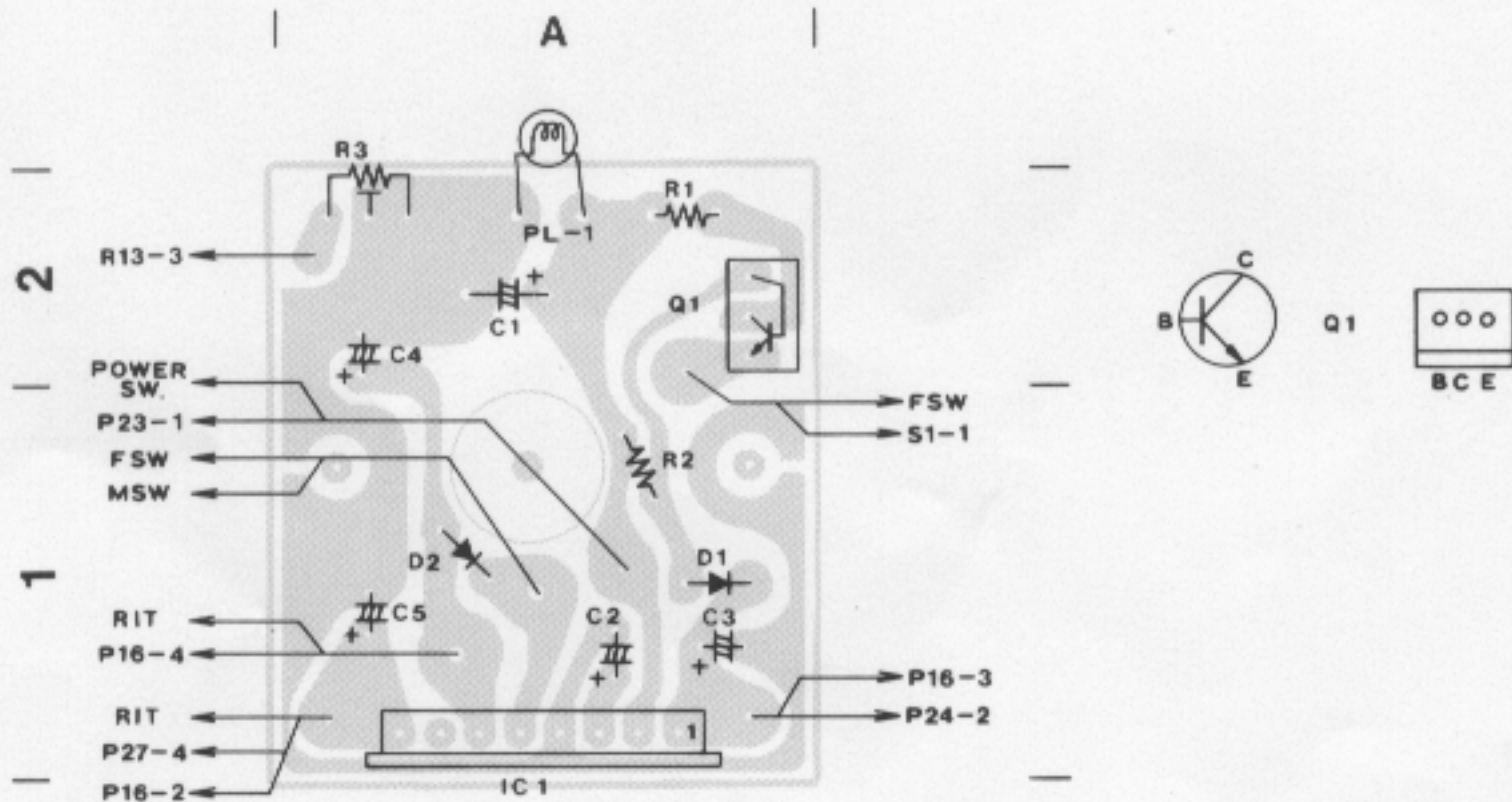 A
R3
R1
PL-1
R13-3
2
C
Q1
B
Q1
C1
C4
E
BCE
POWER
SW.
FSW
P23-1
S1-1
FSW
R2
MSW
D2
D1
1
C5
C2
C3
RIT
P16-4
P16-3
RIT
P24-2
1
P27-4
IC1
P16-2